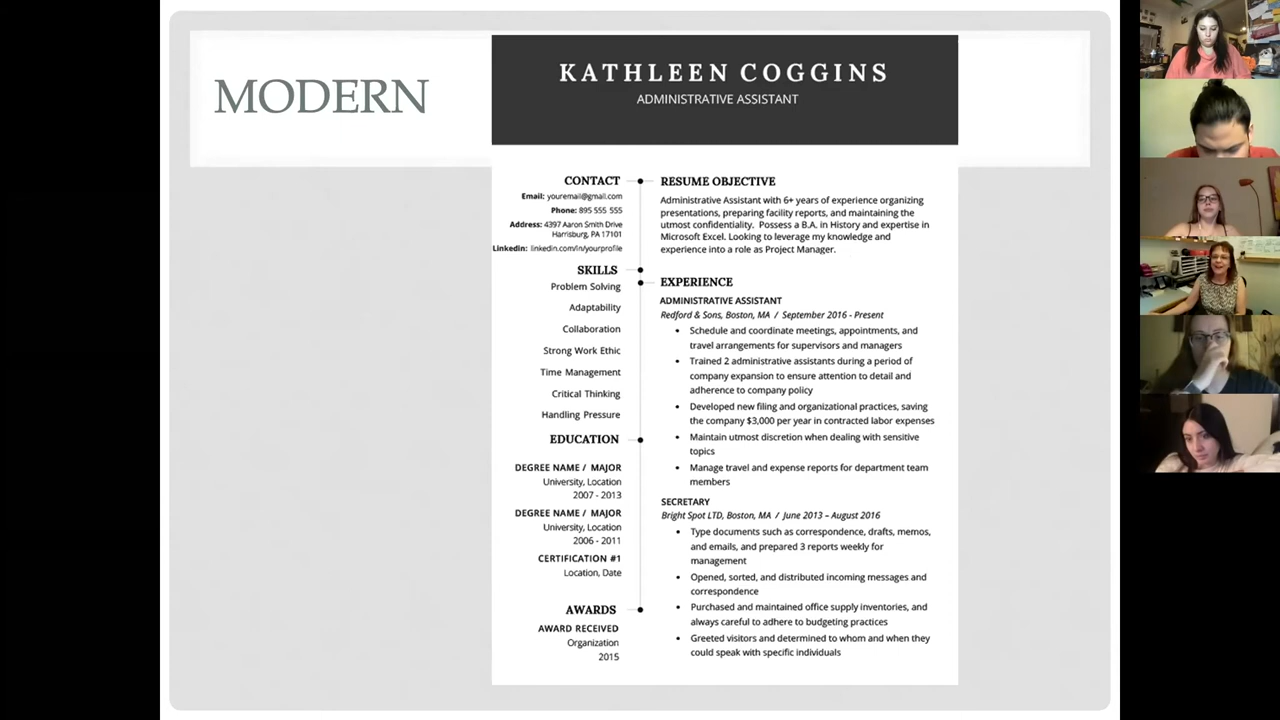 MODERN
KATHLEEN COGGINS
ADMINISTRATIVE ASSISTANT
CONTACT
Email: youremail@gmail.com
Phone: 895 555 555
Address: 4397 Aaron Smith Drive
Harrisburg, PA 17101
Linkedin: linkedin.com/in/yourprofile
SKILLS
Problem Solving
Adaptability
Collaboration
Strong Work Ethic
Time Management
Critical Thinking
Handling Pressure
EDUCATION
DEGREE NAME / MAJOR
University, Location
2007 - 2013
DEGREE NAME / MAJOR
University, Location
2006 - 2011
CERTIFICATION #1
Location, Date
AWARDS
AWARD RECEIVED
Organization
2015
RESUME OBJECTIVE
Administrative Assistant with 6+ years of experience organizing
presentations, preparing facility reports, and maintaining the
utmost confidentiality. Possess a B.A. in History and expertise in
Microsoft Excel. Looking to leverage my knowledge and
experience into a role as Project Manager.
EXPERIENCE
ADMINISTRATIVE ASSISTANT
Redford & Sons, Boston, MA / September 2016 - Present
• Schedule and coordinate meetings, appointments, and
travel arrangements for supervisors and managers
• Trained 2 administrative assistants during a period of
company expansion to ensure attention to detail and
adherence to company policy
• Developed new filing and organizational practices, saving
the company $3,000 per year in contracted labor expenses
• Maintain utmost discretion when dealing with sensitive
topics
• Manage travel and expense reports for department team
members
SECRETARY
Bright Spot LTD, Boston, MA / June 2013 – August 2016
• Type documents such as correspondence, drafts, memos,
and emails, and prepared 3 reports weekly for
management
• Opened, sorted, and distributed incoming messages and
correspondence
• Purchased and maintained office supply inventories, and
always careful to adhere to budgeting practices
• Greeted visitors and determined to whom and when they
could speak with specific individuals